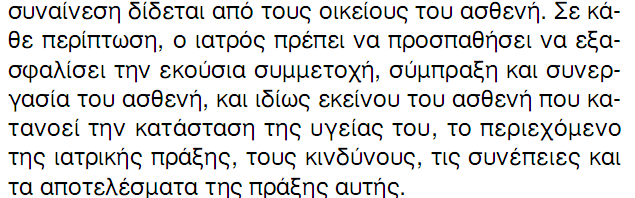 συναίνεση δίδεται από τους οικείους του ασθενή. Σε κά-
θε περίπτωση, ο ιατρός πρέπει να προσπαθήσει να εξα-
σφαλίσει την εκούσια συμμετοχή, σύμπραξη και συνερ-
γασία του ασθενή, και ιδίως εκείνου του ασθενή που κα-
τανοεί την κατάσταση της υγείας του, το περιεχόμενο
της ιατρικής πράξης, τους κινδύνους, τις συνέπειες και
τα αποτελέσματα της πράξης αυτής.